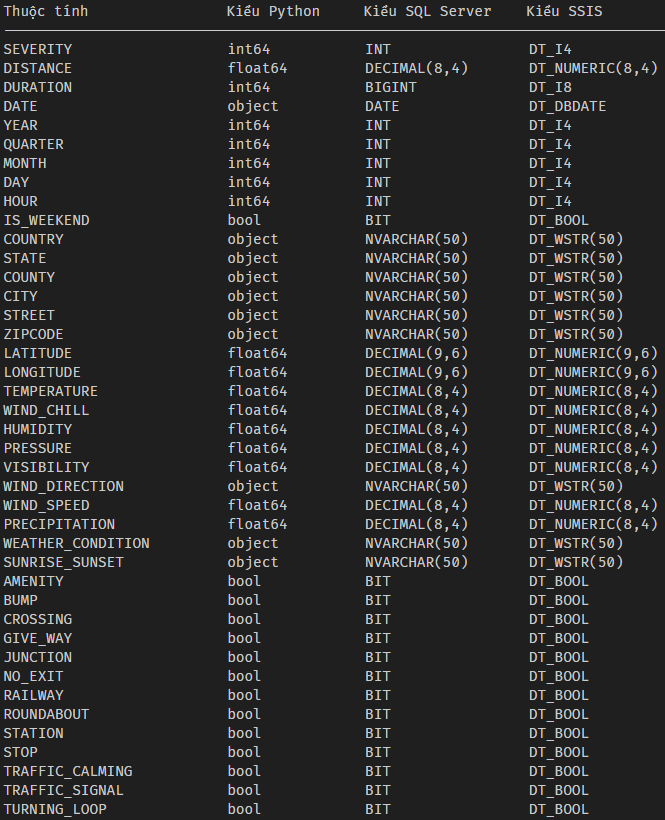 Thuộc tính Kiểu Python Kiểu SQL Server Kiểu SSIS
SEVERITY int64 INT DT_I4
DISTANCE float64 DECIMAL(8,4) DT_NUMERIC(8,4)
DURATION int64 BIGINT DT_I8
DATE object DATE DT_DBDATE
YEAR int64 INT DT_I4
QUARTER int64 INT DT_I4
MONTH int64 INT DT_I4
DAY int64 INT DT_I4
HOUR int64 INT DT_I4
IS_WEEKEND bool BIT DT_BOOL
COUNTRY object NVARCHAR(50) DT_WSTR(50)
STATE object NVARCHAR(50) DT_WSTR(50)
COUNTY object NVARCHAR(50) DT_WSTR(50)
CITY object NVARCHAR(50) DT_WSTR(50)
STREET object NVARCHAR(50) DT_WSTR(50)
ZIPCODE object NVARCHAR(50) DT_WSTR(50)
LATITUDE float64 DECIMAL(9,6) DT_NUMERIC(9,6)
LONGITUDE float64 DECIMAL(9,6) DT_NUMERIC(9,6)
TEMPERATURE float64 DECIMAL(8,4) DT_NUMERIC(8,4)
WIND_CHILL float64 DECIMAL(8,4) DT_NUMERIC(8,4)
HUMIDITY float64 DECIMAL(8,4) DT_NUMERIC(8,4)
PRESSURE float64 DECIMAL(8,4) DT_NUMERIC(8,4)
VISIBILITY float64 DECIMAL(8,4) DT_NUMERIC(8,4)
WIND_DIRECTION object NVARCHAR(50) DT_WSTR(50)
WIND_SPEED float64 DECIMAL(8,4) DT_NUMERIC(8,4)
PRECIPITATION float64 DECIMAL(8,4) DT_NUMERIC(8,4)
WEATHER_CONDITION object NVARCHAR(50) DT_WSTR(50)
SUNRISE_SUNSET object NVARCHAR(50) DT_WSTR(50)
AMENITY bool BIT DT_BOOL
BUMP bool BIT DT_BOOL
CROSSING bool BIT DT_BOOL
GIVE_WAY bool BIT DT_BOOL
JUNCTION bool BIT DT_BOOL
NO_EXIT bool BIT DT_BOOL
RAILWAY bool BIT DT_BOOL
ROUNDABOUT bool BIT DT_BOOL
STATION bool BIT DT_BOOL
STOP bool BIT DT_BOOL
TRAFFIC_CALMING bool BIT DT_BOOL
TRAFFIC_SIGNAL bool BIT DT_BOOL
TURNING_LOOP bool BIT DT_BOOL